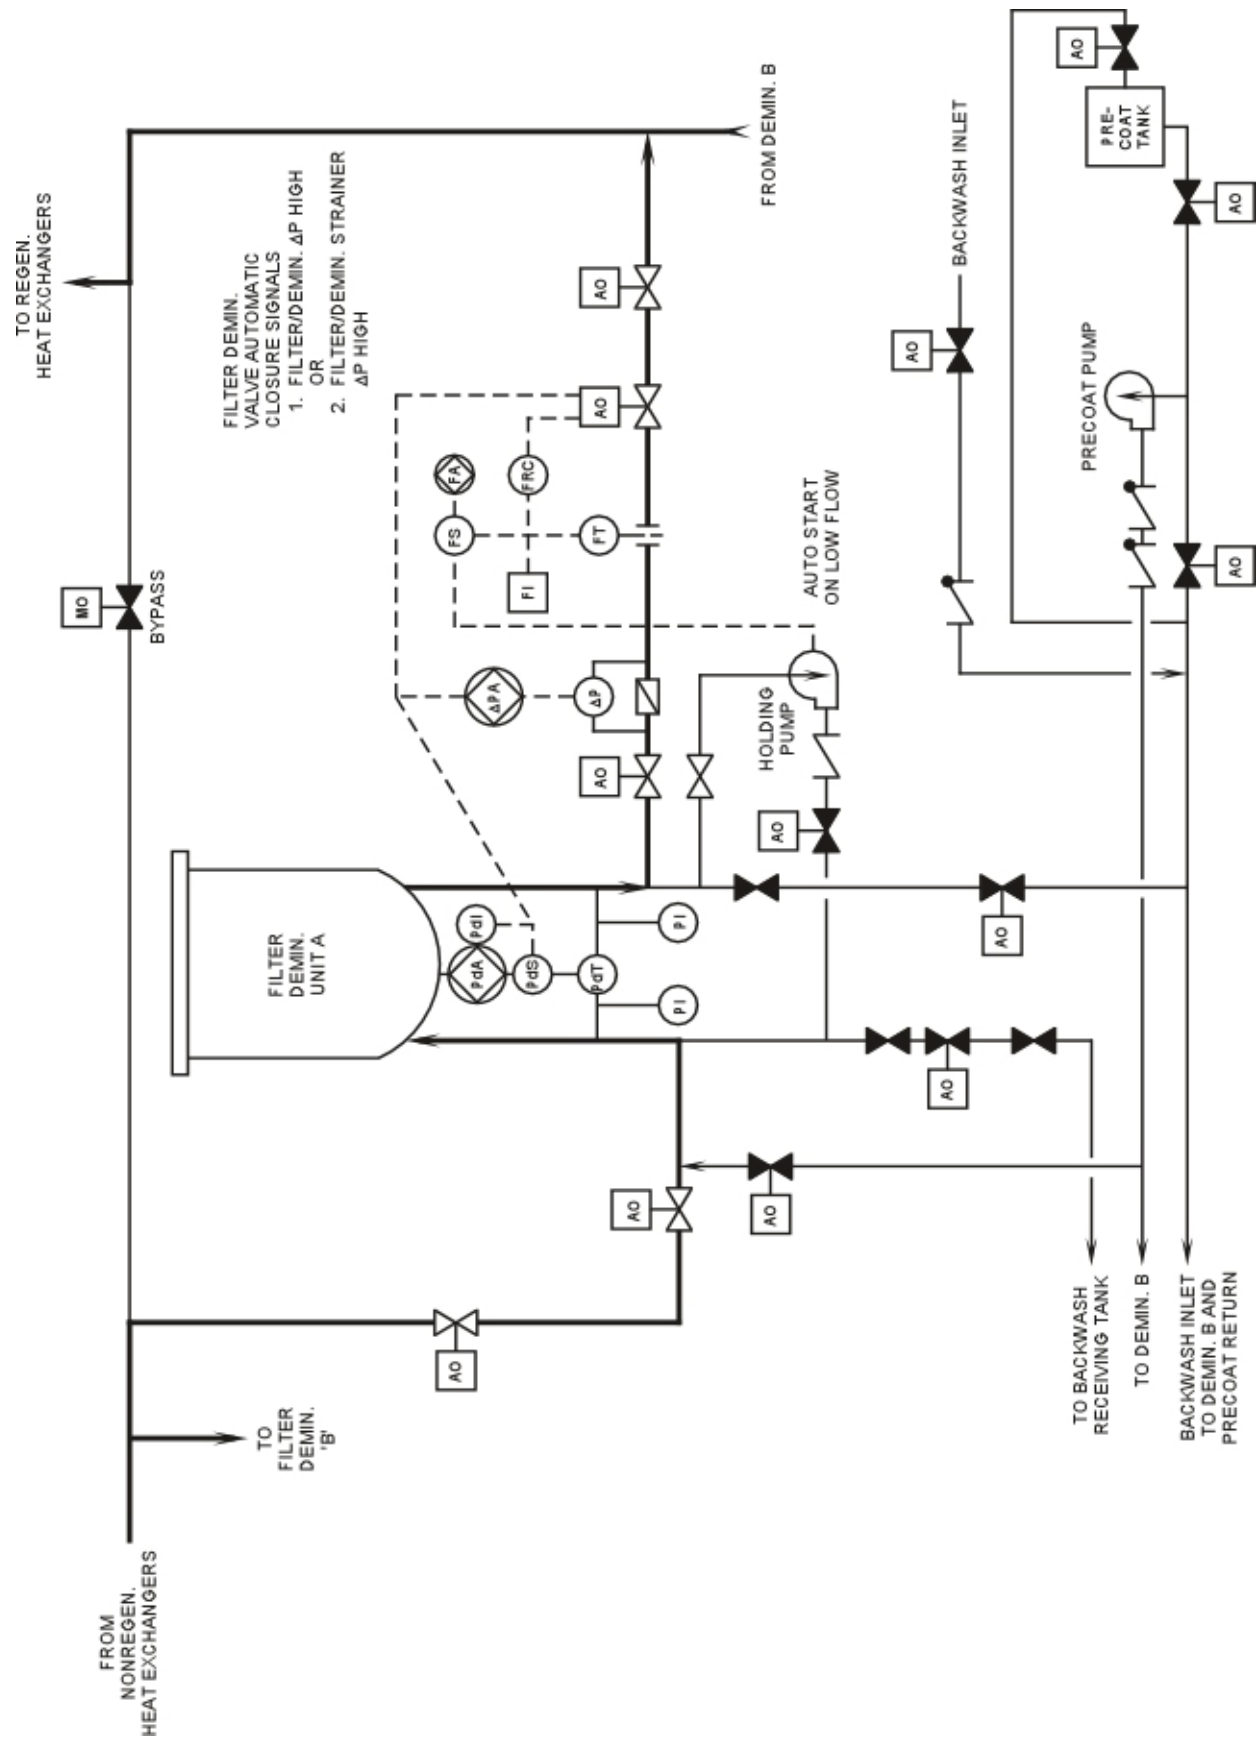 FROM
NONREGEN.
HEAT EXCHANGERS
TO
FILTER
DEMIN.
'B'
MO
BYPASS
TO REGEN.
HEAT EXCHANGERS
FILTER DEMIN.
VALVE AUTOMATIC
CLOSURE SIGNALS
1. FILTER/DEMIN. ΔP HIGH
OR
2. FILTER/DEMIN. STRAINER
ΔP HIGH
FILTER
DEMIN.
UNIT A
AO
PdA
PdI
PdS
PdT
PI
PI
ΔPA
ΔP
FS
FA
FI
FRC
FT
AO
AO
AO
AO
FROM DEMIN. B
HOLDING
PUMP
AUTO START
ON LOW FLOW
AO
AO
AO
AO
AO
BACKWASH INLET
PRECOAT PUMP
AO
PRE-
COAT
TANK
AO
AO
TO BACKWASH
RECEIVING TANK
TO DEMIN. B
BACKWASH INLET
TO DEMIN. B AND
PRECOAT RETURN
AO